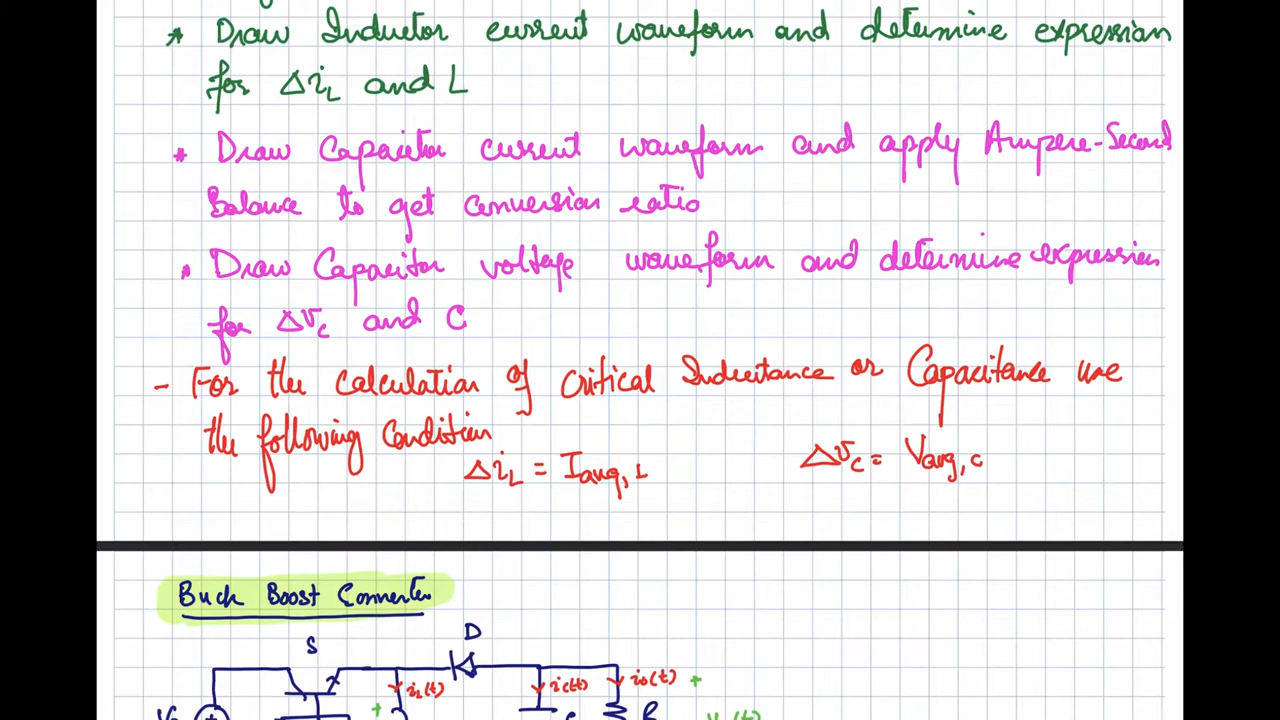 * Draw Inductor current waveform and determine expression
for Δi_L and L
* Draw Capacitor current waveform and apply Ampere-Second
Balance to get conversion ratio
* Draw Capacitor voltage waveform and determine expression
for Δv_c and C
- For the calculation of Critical Inductance or Capacitance use
the following Condition
Δi_L = I_avg, L Δv_c = V_avg, c
Buck Boost Converter
S D
i_L(t) i_c(t) i_o(t) +
+ R